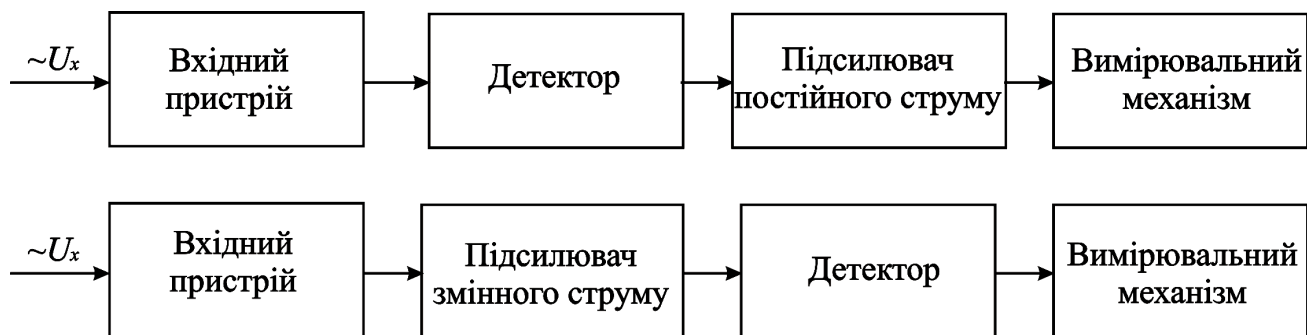 ~Uₓ
Вхідний
пристрій
Детектор
Підсилювач
постійного струму
Вимірювальний
механізм
~Uₓ
Вхідний
пристрій
Підсилювач
змінного струму
Детектор
Вимірювальний
механізм